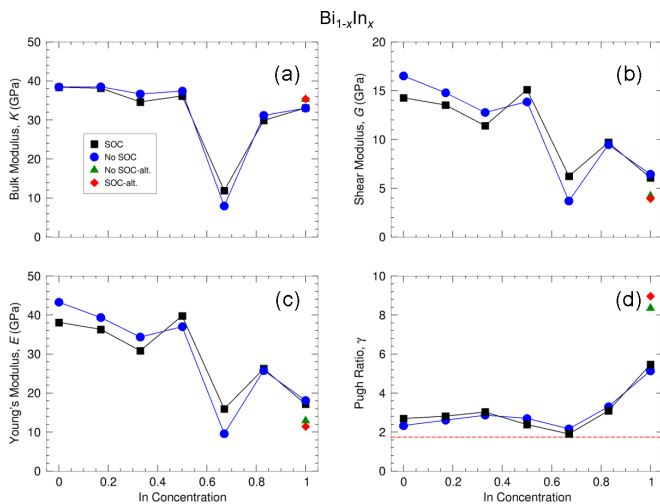 Bi1-xInx
50
40
30
20
10
0
Bulk Modulus, K (GPa)
(a)
SOC
No SOC
No SOC-alt.
SOC-alt.
20
15
10
5
0
Shear Modulus, G (GPa)
(b)
50
40
30
20
10
0
Young's Modulus, E (GPa)
(c)
0 0.2 0.4 0.6 0.8 1
In Concentration
10
8
6
4
2
0
Pugh Ratio, γ
(d)
0 0.2 0.4 0.6 0.8 1
In Concentration